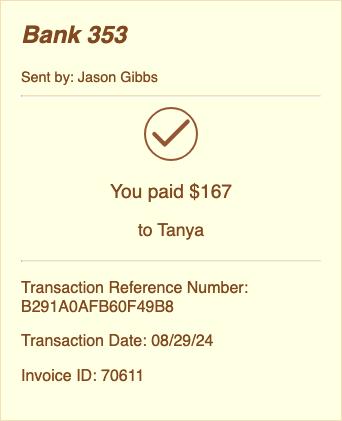 Bank 353
Sent by: Jason Gibbs
You paid $167
to Tanya
Transaction Reference Number:
B291A0AFB60F49B8
Transaction Date: 08/29/24
Invoice ID: 70611